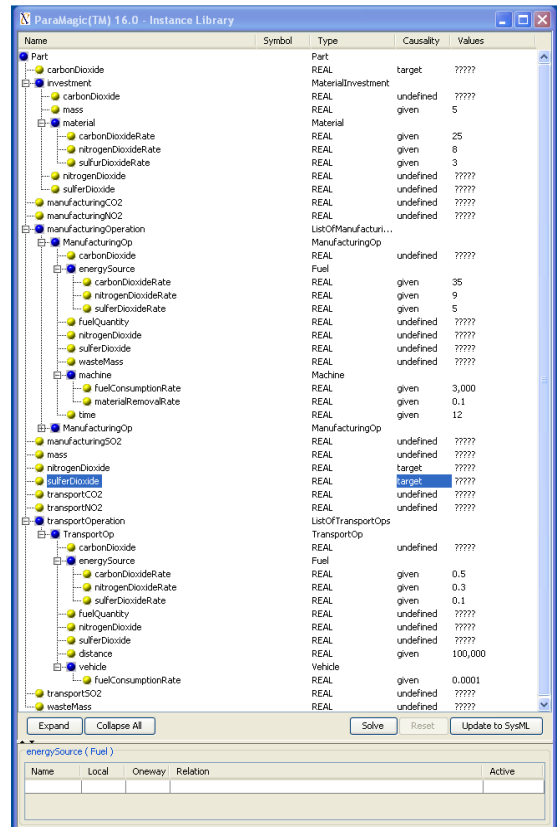 ParaMagic(TM) 16.0 - Instance Library
Name Symbol Type Causality Values
Part Part
carbonDioxide REAL target ?????
investment MaterialInvestment
carbonDioxide REAL undefined ?????
mass REAL given 5
material Material
carbonDioxideRate REAL given 25
nitrogenDioxideRate REAL given 8
sulfurDioxideRate REAL given 3
nitrogenDioxide REAL undefined ?????
sulferDioxide REAL undefined ?????
manufacturingCO2 REAL undefined ?????
manufacturingNO2 REAL undefined ?????
manufacturingOperation ListOfManufacturi...
ManufacturingOp ManufacturingOp
carbonDioxide REAL undefined ?????
energySource Fuel
carbonDioxideRate REAL given 35
nitrogenDioxideRate REAL given 9
sulferDioxideRate REAL given 5
fuelQuantity REAL undefined ?????
nitrogenDioxide REAL undefined ?????
sulferDioxide REAL undefined ?????
wasteMass REAL undefined ?????
machine Machine
fuelConsumptionRate REAL given 3,000
materialRemovalRate REAL given 0.1
time REAL given 12
ManufacturingOp ManufacturingOp
manufacturingSO2 REAL undefined ?????
mass REAL undefined ?????
nitrogenDioxide REAL target ?????
sulferDioxide REAL target ?????
transportCO2 REAL undefined ?????
transportNO2 REAL undefined ?????
transportOperation ListOfTransportOps
TransportOp TransportOp
carbonDioxide REAL undefined ?????
energySource Fuel
carbonDioxideRate REAL given 0.5
nitrogenDioxideRate REAL given 0.3
sulferDioxideRate REAL given 0.1
fuelQuantity REAL undefined ?????
nitrogenDioxide REAL undefined ?????
sulferDioxide REAL undefined ?????
distance REAL given 100,000
vehicle Vehicle
fuelConsumptionRate REAL given 0.0001
transportSO2 REAL undefined ?????
wasteMass REAL undefined ?????
Expand Collapse All Solve Reset Update to SysML
energySource ( Fuel )
Name Local Oneway Relation Active